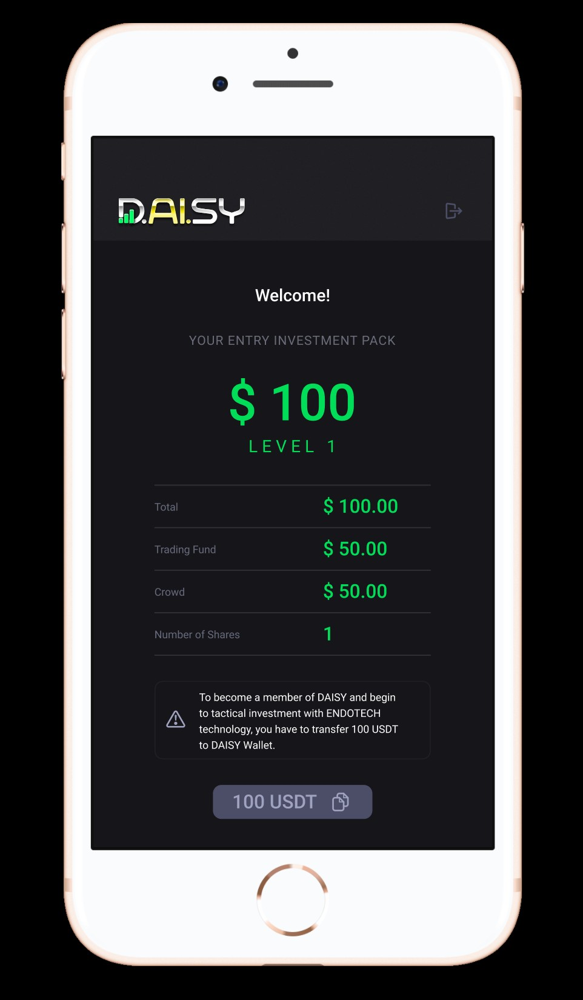 D.AI.SY
Welcome!
YOUR ENTRY INVESTMENT PACK
$ 100
LEVEL 1
Total $ 100.00
Trading Fund $ 50.00
Crowd $ 50.00
Number of Shares 1
To become a member of DAISY and begin
to tactical investment with ENDOTECH
technology, you have to transfer 100 USDT
to DAISY Wallet.
100 USDT